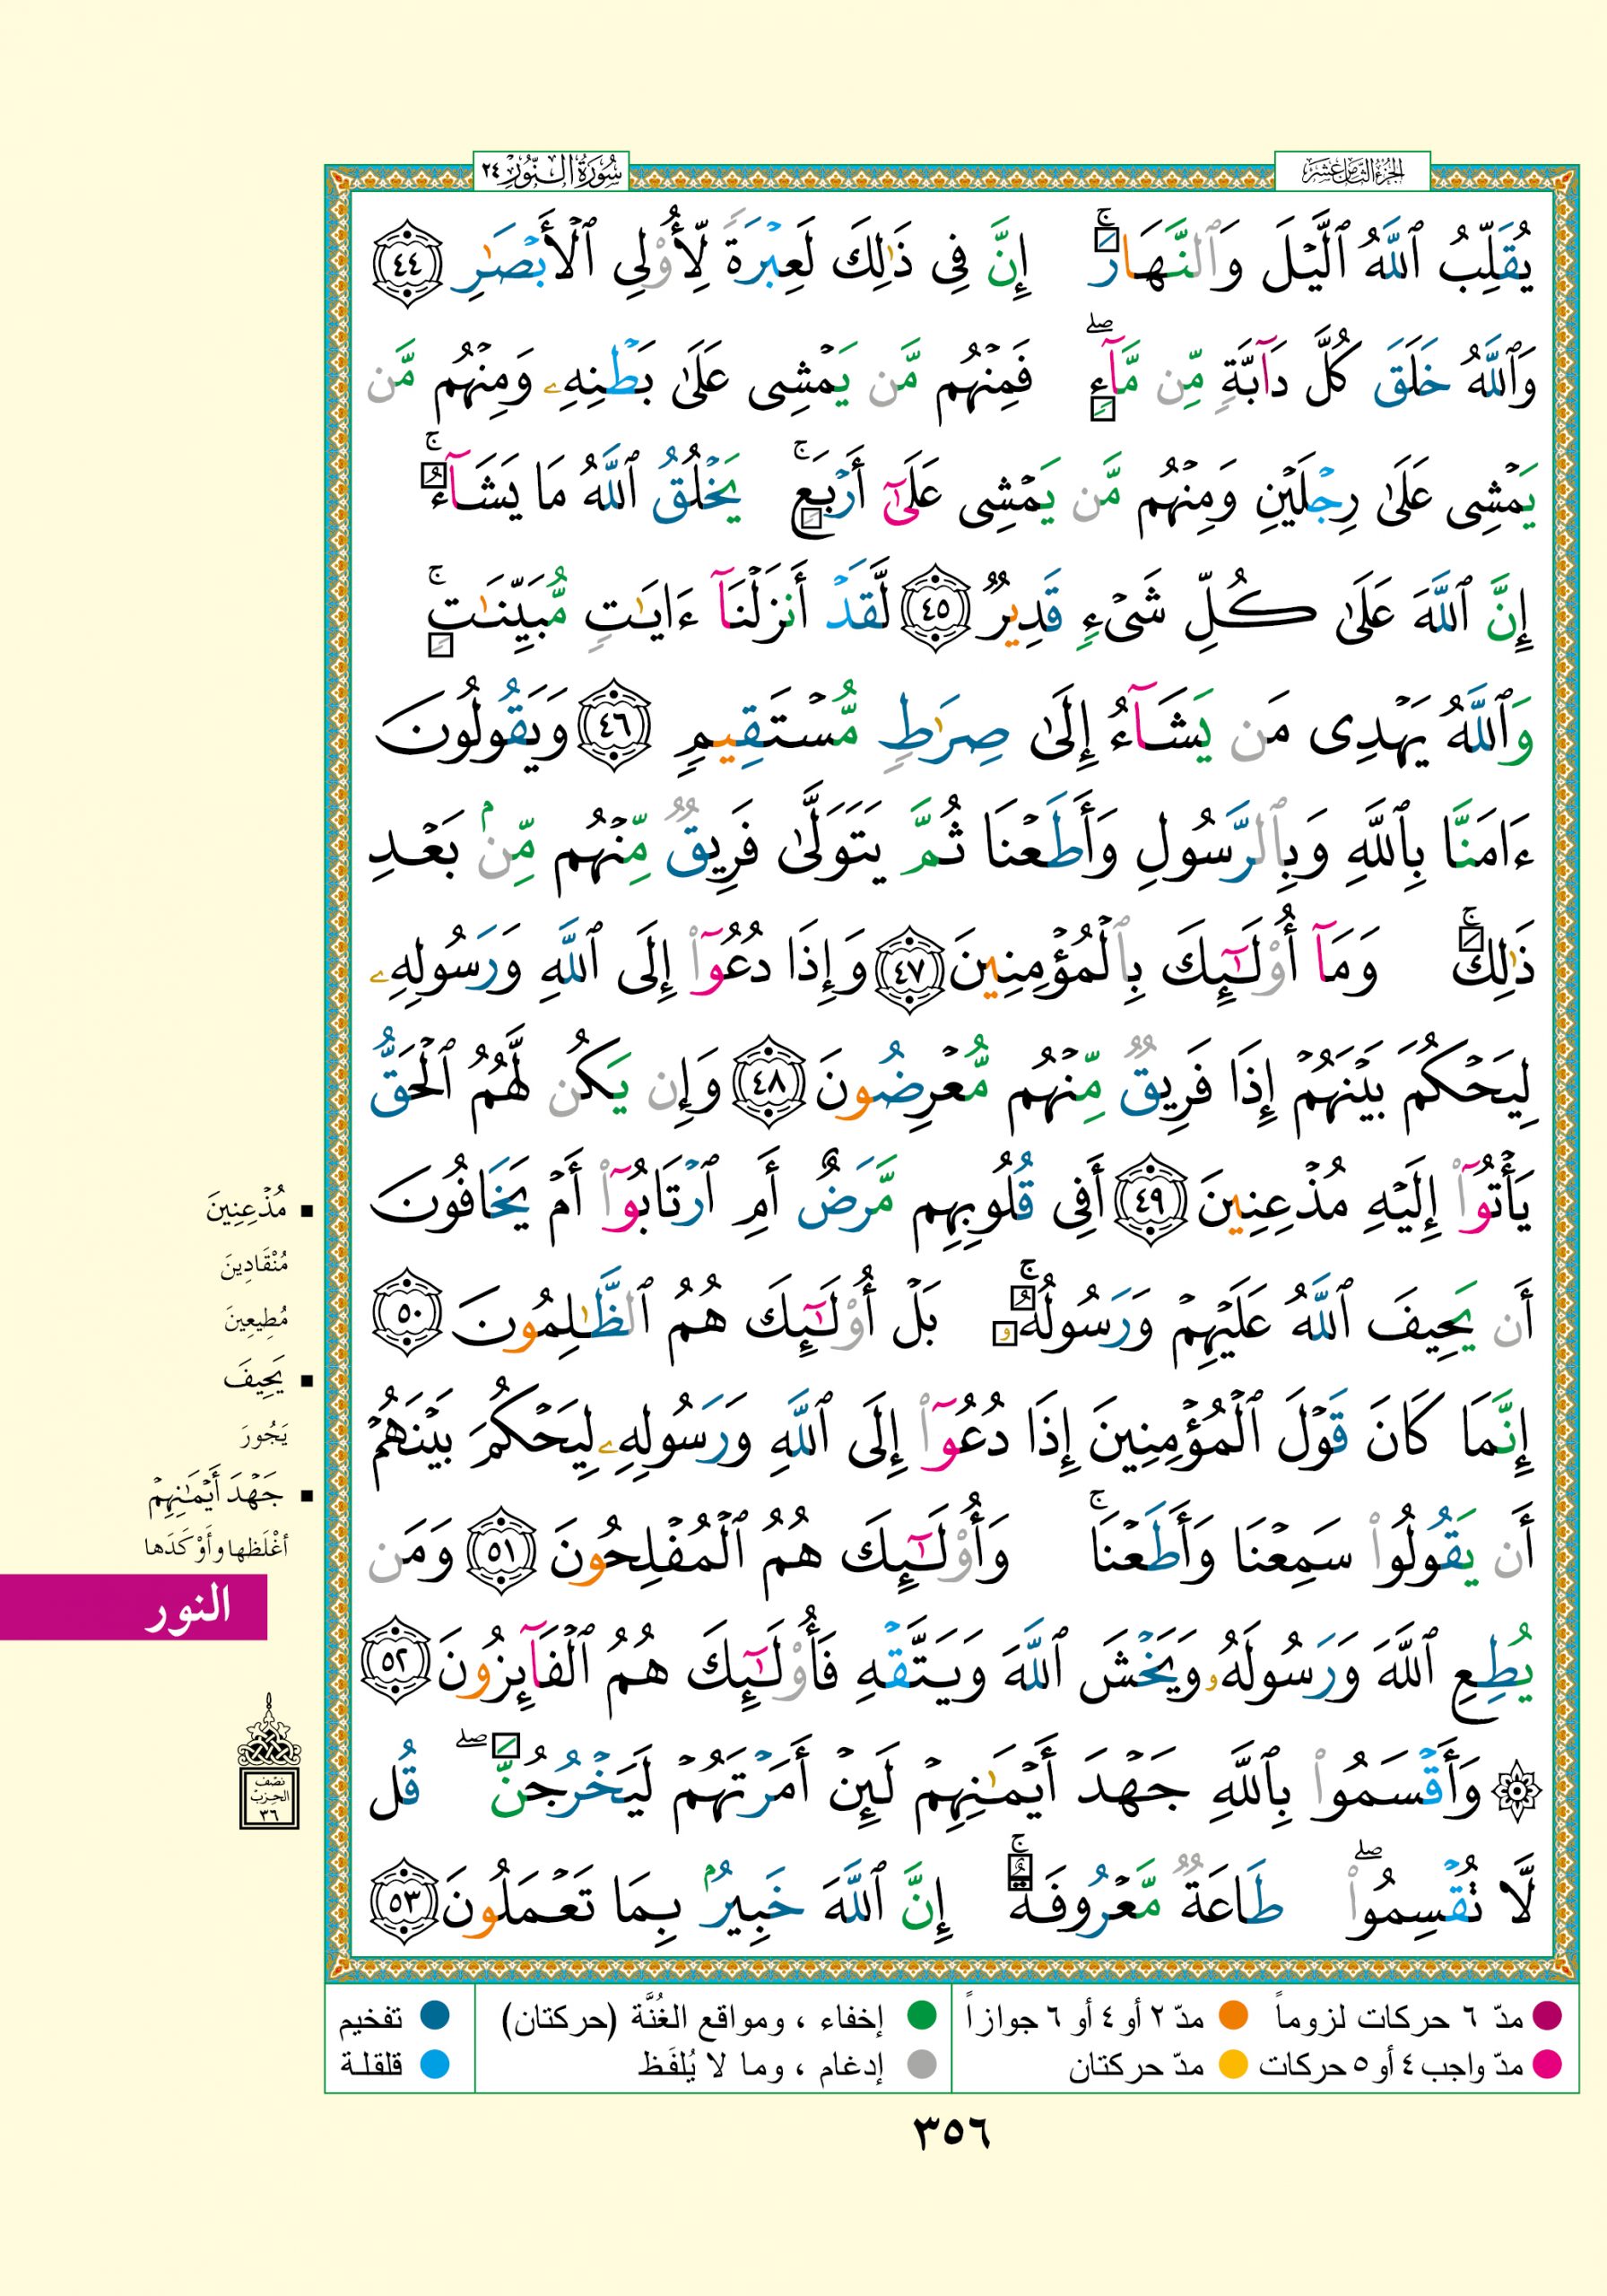 الجزء الثامن عشر
سورة النور ٢٤
يُقَلِّبُ ٱللَّهُ ٱلَّيْلَ وَٱلنَّهَارَ ۚ إِنَّ فِى ذَٰلِكَ لَعِبْرَةً لِّأُو۟لِى ٱلْأَبْصَٰرِ ٤٤
وَٱللَّهُ خَلَقَ كُلَّ دَآبَّةٍ مِّن مَّآءٍ ۖ فَمِنْهُم مَّن يَمْشِى عَلَىٰ بَطْنِهِۦ وَمِنْهُم مَّن
يَمْشِى عَلَىٰ رِجْلَيْنِ وَمِنْهُم مَّن يَمْشِى عَلَىٰٓ أَرْبَعٍ ۚ يَخْلُقُ ٱللَّهُ مَا يَشَآءُ ۚ
إِنَّ ٱللَّهَ عَلَىٰ كُلِّ شَىْءٍ قَدِيرٌ ٤٥ لَّقَدْ أَنزَلْنَآ ءَايَٰتٍ مُّبَيِّنَٰتٍ ۚ
وَٱللَّهُ يَهْدِى مَن يَشَآءُ إِلَىٰ صِرَٰطٍ مُّسْتَقِيمٍ ٤٦ وَيَقُولُونَ
ءَامَنَّا بِٱللَّهِ وَبِٱلرَّسُولِ وَأَطَعْنَا ثُمَّ يَتَوَلَّىٰ فَرِيقٌ مِّنْهُم مِّنۢ بَعْدِ
ذَٰلِكَ ۚ وَمَآ أُو۟لَٰٓئِكَ بِٱلْمُؤْمِنِينَ ٤٧ وَإِذَا دُعُوٓا۟ إِلَى ٱللَّهِ وَرَسُولِهِۦ
لِيَحْكُمَ بَيْنَهُمْ إِذَا فَرِيقٌ مِّنْهُم مُّعْرِضُونَ ٤٨ وَإِن يَكُن لَّهُمُ ٱلْحَقُّ
يَأْتُوٓا۟ إِلَيْهِ مُذْعِنِينَ ٤٩ أَفِى قُلُوبِهِم مَّرَضٌ أَمِ ٱرْتَابُوٓا۟ أَمْ يَخَافُونَ
أَن يَحِيفَ ٱللَّهُ عَلَيْهِمْ وَرَسُولُهُۥ ۚ بَلْ أُو۟لَٰٓئِكَ هُمُ ٱلظَّٰلِمُونَ ٥٠
إِنَّمَا كَانَ قَوْلَ ٱلْمُؤْمِنِينَ إِذَا دُعُوٓا۟ إِلَى ٱللَّهِ وَرَسُولِهِۦ لِيَحْكُمَ بَيْنَهُمْ
أَن يَقُولُوا۟ سَمِعْنَا وَأَطَعْنَا ۚ وَأُو۟لَٰٓئِكَ هُمُ ٱلْمُفْلِحُونَ ٥١ وَمَن
يُطِعِ ٱللَّهَ وَرَسُولَهُۥ وَيَخْشَ ٱللَّهَ وَيَتَّقْهِ فَأُو۟لَٰٓئِكَ هُمُ ٱلْفَآئِزُونَ ٥٢
۞ وَأَقْسَمُوا۟ بِٱللَّهِ جَهْدَ أَيْمَٰنِهِمْ لَئِنْ أَمَرْتَهُمْ لَيَخْرُجُنَّ ۖ قُل
لَّا تُقْسِمُوا۟ ۖ طَاعَةٌ مَّعْرُوفَةٌ ۚ إِنَّ ٱللَّهَ خَبِيرٌۢ بِمَا تَعْمَلُونَ ٥٣
مُذْعِنِينَ
مُنْقَادِينَ
مُطِيعِينَ
يَحِيفَ
يَجُورَ
جَهْدَ أَيْمَٰنِهِمْ
أغْلَظها وأوْكَدَها
النور
نصف
الحزب
٣٦
مدّ ٦ حركات لزوماً مدّ ٢ أو ٤ أو ٦ جوازاً إخفاء ، ومواقع الغُنَّة (حركتان) تفخيم
مدّ واجب ٤ أو ٥ حركات مدّ حركتان إدغام ، وما لا يُلفَظ قلقلة
٣٥٦